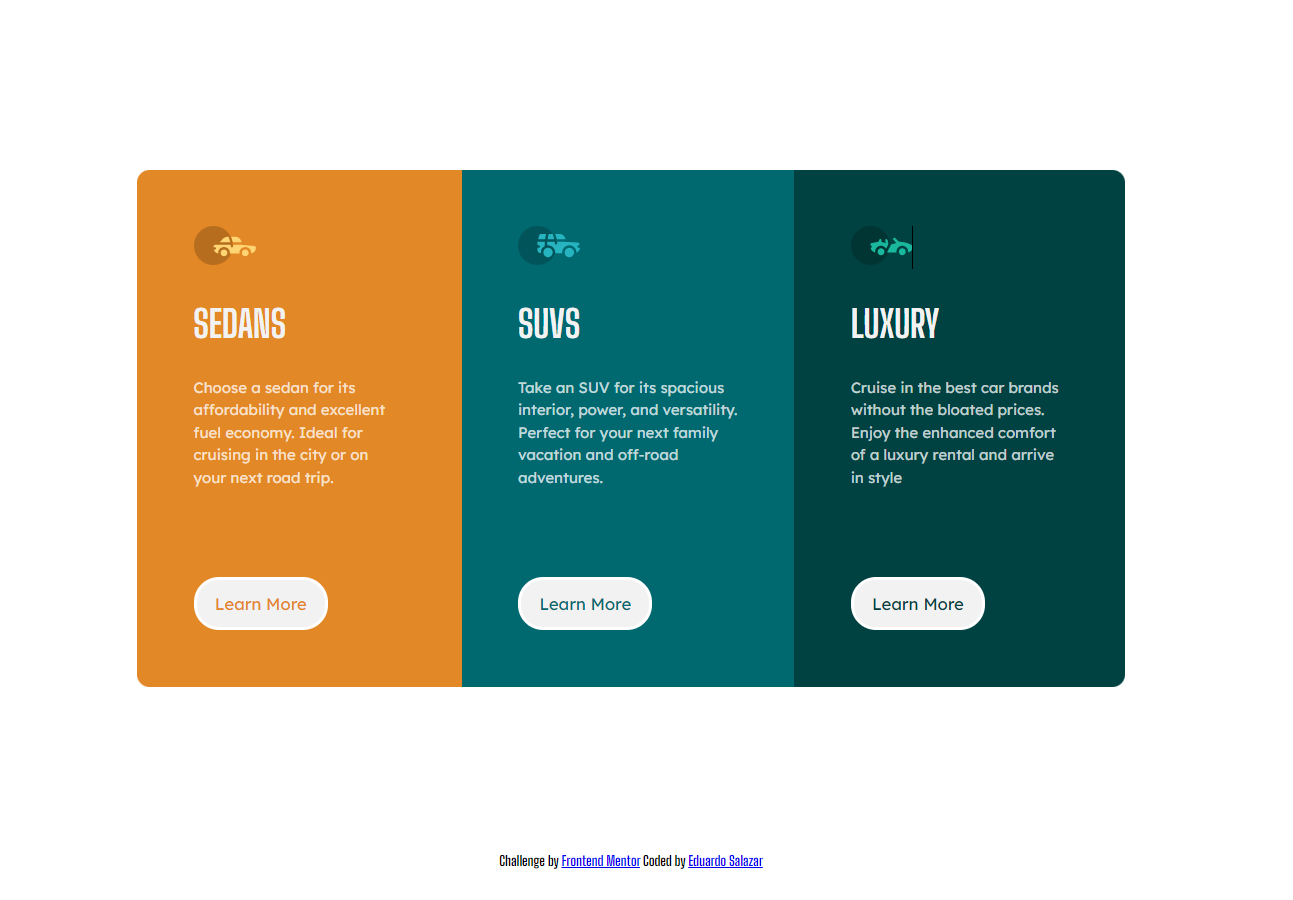 SEDANS
Choose a sedan for its
affordability and excellent
fuel economy. Ideal for
cruising in the city or on
your next road trip.
Learn More
SUVS
Take an SUV for its spacious
interior, power, and versatility.
Perfect for your next family
vacation and off-road
adventures.
Learn More
LUXURY
Cruise in the best car brands
without the bloated prices.
Enjoy the enhanced comfort
of a luxury rental and arrive
in style
Learn More
Challenge by Frontend Mentor Coded by Eduardo Salazar